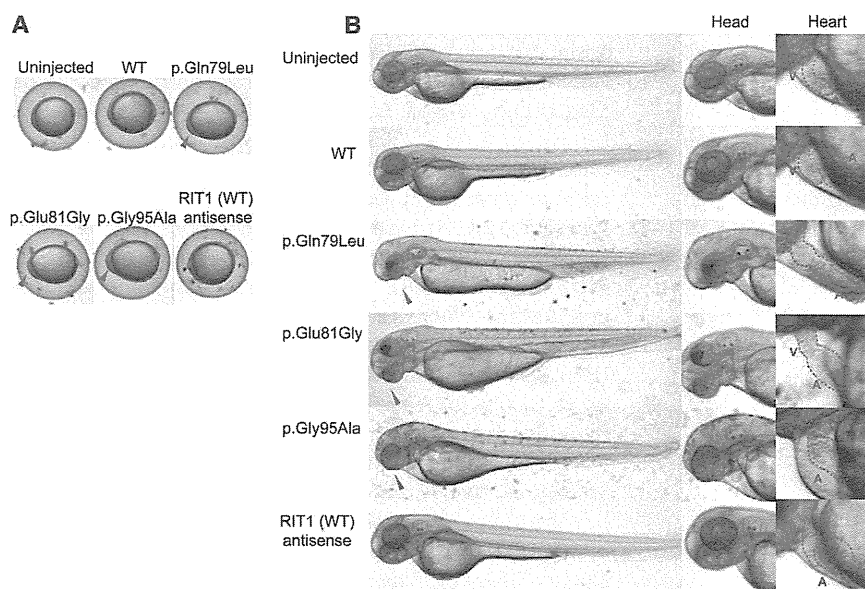 A
Uninjected WT p.Gln79Leu
p.Glu81Gly p.Gly95Ala RIT1 (WT)
antisense
B
Head Heart
Uninjected
V
WT
V A
p.Gln79Leu
A
p.Glu81Gly
V
A
p.Gly95Ala
A
RIT1 (WT)
antisense
A